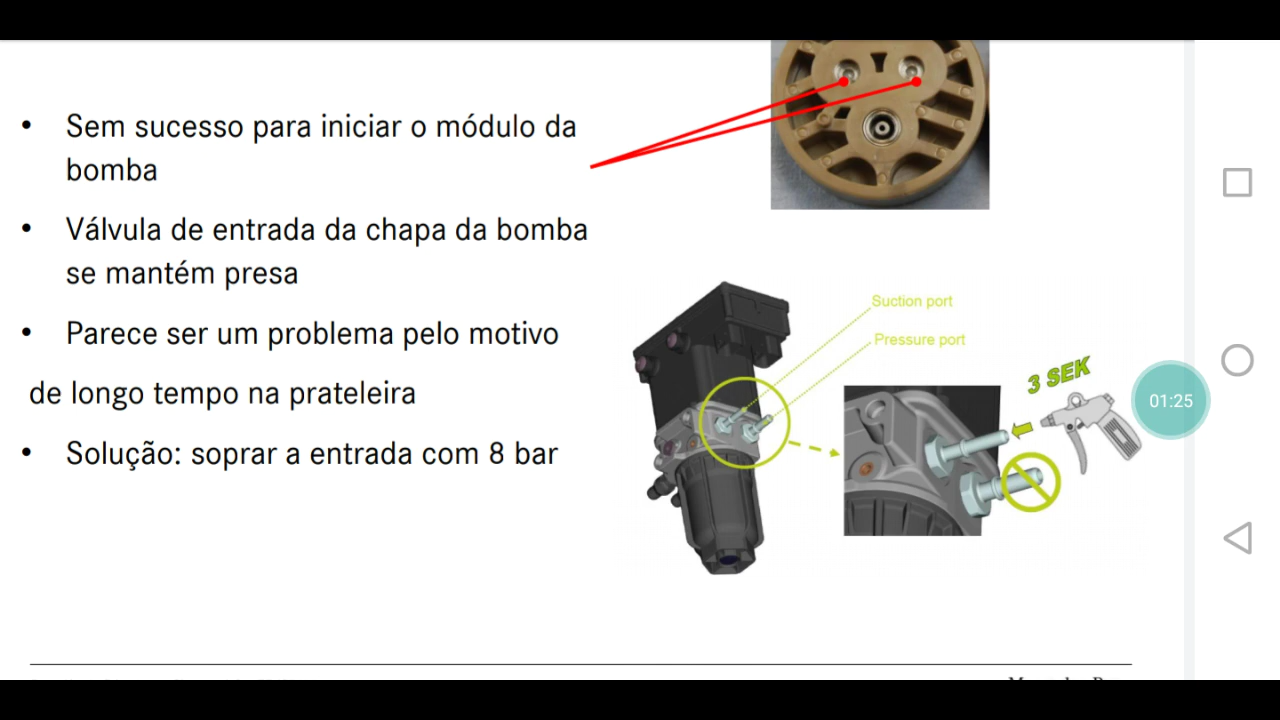 • Sem sucesso para iniciar o módulo da
bomba
• Válvula de entrada da chapa da bomba
se mantém presa
• Parece ser um problema pelo motivo
de longo tempo na prateleira
• Solução: soprar a entrada com 8 bar
Suction port
Pressure port
3 SEK
01:25